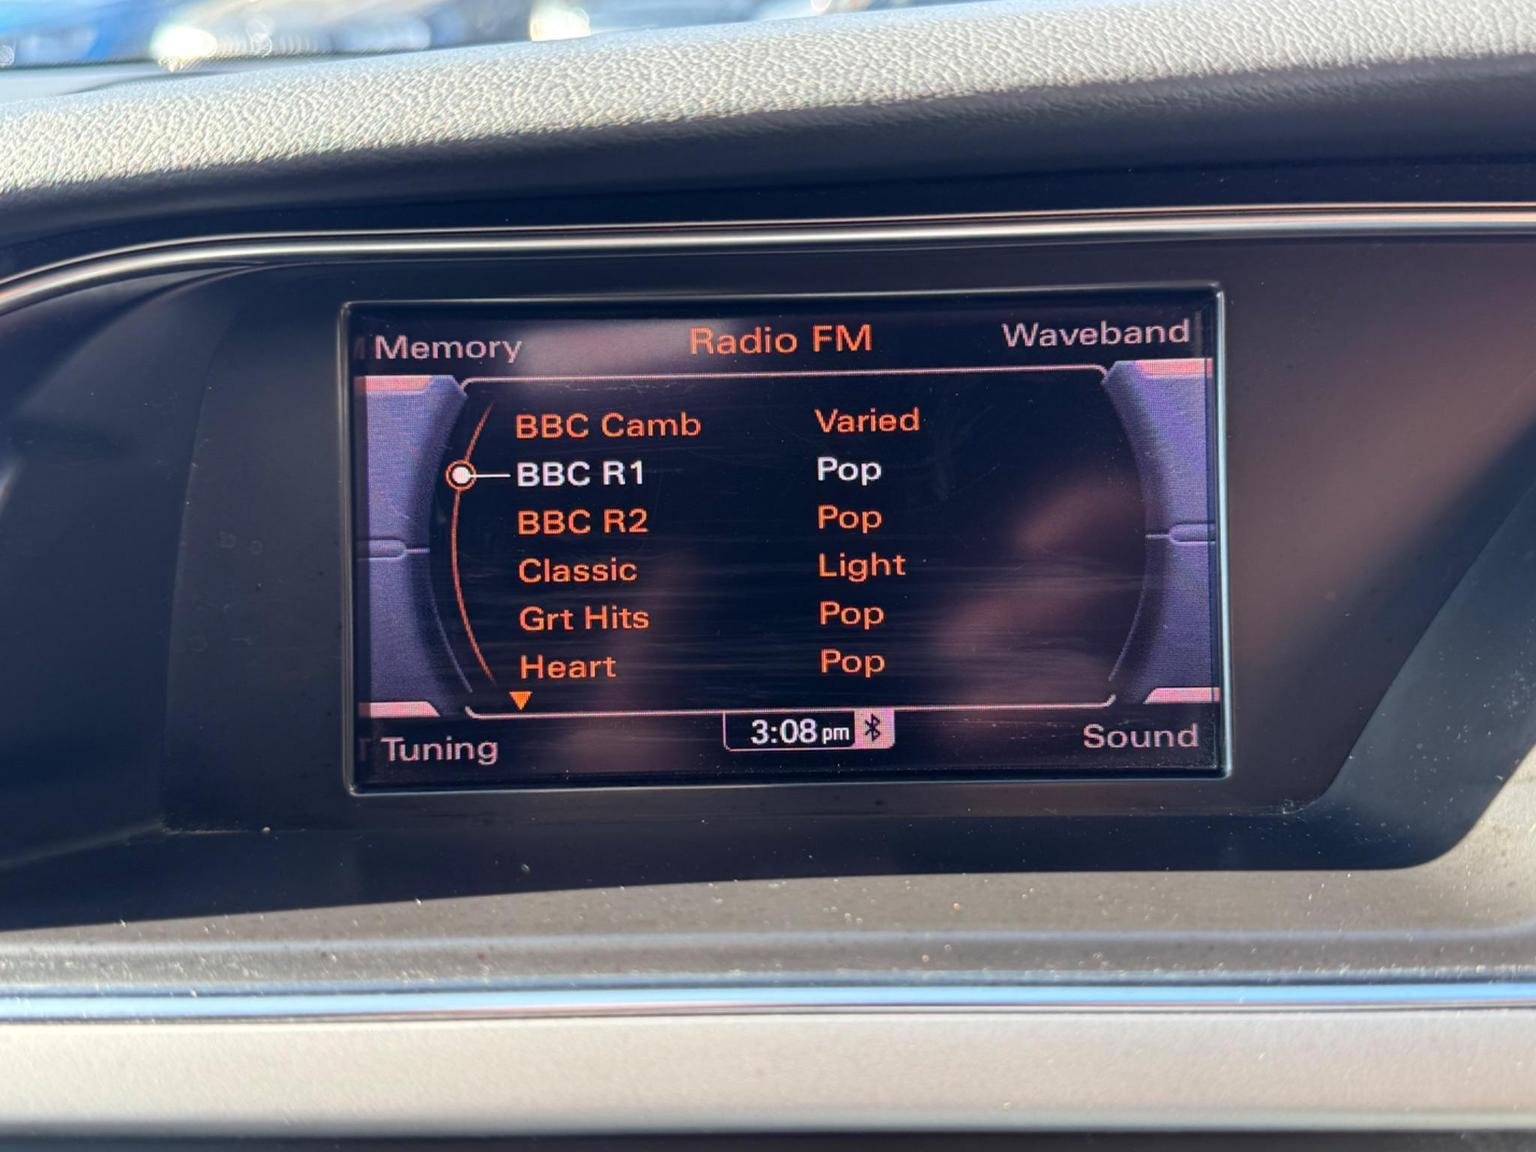 Memory Radio FM Waveband
BBC Camb Varied
BBC R1 Pop
BBC R2 Pop
Classic Light
Grt Hits Pop
Heart Pop
3:08 pm
Tuning Sound